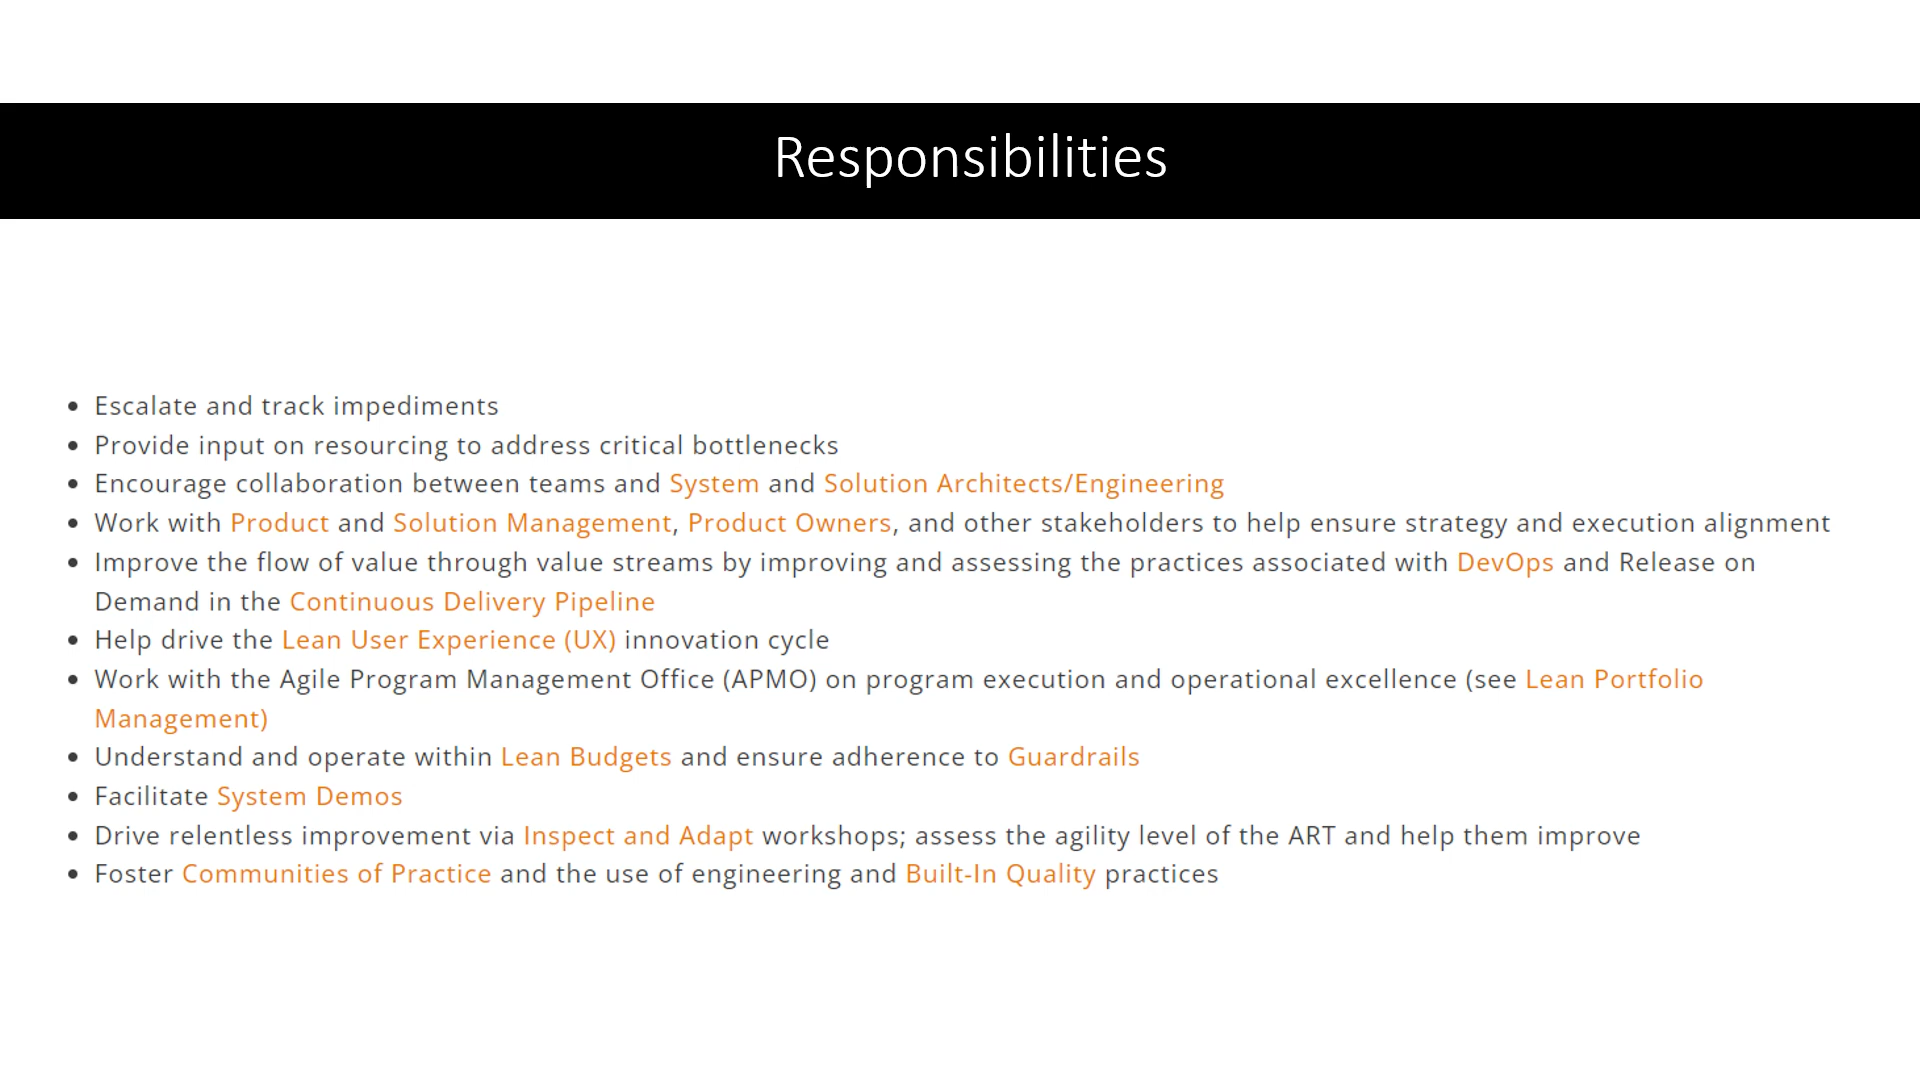 Responsibilities
• Escalate and track impediments
• Provide input on resourcing to address critical bottlenecks
• Encourage collaboration between teams and System and Solution Architects/Engineering
• Work with Product and Solution Management, Product Owners, and other stakeholders to help ensure strategy and execution alignment
• Improve the flow of value through value streams by improving and assessing the practices associated with DevOps and Release on
Demand in the Continuous Delivery Pipeline
• Help drive the Lean User Experience (UX) innovation cycle
• Work with the Agile Program Management Office (APMO) on program execution and operational excellence (see Lean Portfolio
Management)
• Understand and operate within Lean Budgets and ensure adherence to Guardrails
• Facilitate System Demos
• Drive relentless improvement via Inspect and Adapt workshops; assess the agility level of the ART and help them improve
• Foster Communities of Practice and the use of engineering and Built-In Quality practices